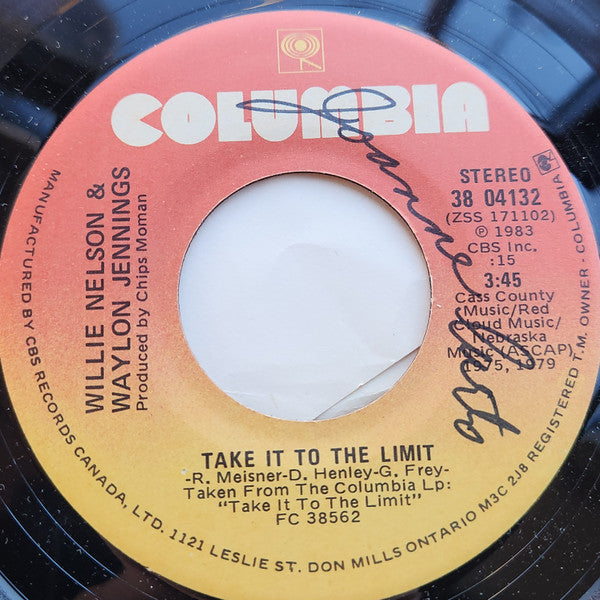 COLUMBIA
WILLIE NELSON &
WAYLON JENNINGS
Produced by Chips Moman
STEREO
38 04132
(ZSS 171102)
℗ 1983
CBS Inc.
:15
3:45
Cass County
Music/Red
Cloud Music/
Nebraska
Music (ASCAP)
1975, 1979
Joanne
TAKE IT TO THE LIMIT
-R. Meisner-D. Henley-G. Frey-
Taken From The Columbia Lp:
"Take It To The Limit"
FC 38562
MANUFACTURED BY CBS RECORDS CANADA, LTD. 1121 LESLIE ST. DON MILLS ONTARIO M3C 2J8 REGISTERED T.M. OWNER - COLUMBIA